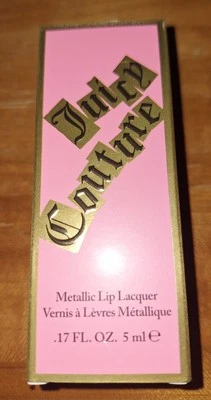 Juicy
Couture
Metallic Lip Lacquer
Vernis à Lèvres Métallique
.17 FL. OZ. 5 ml ℮